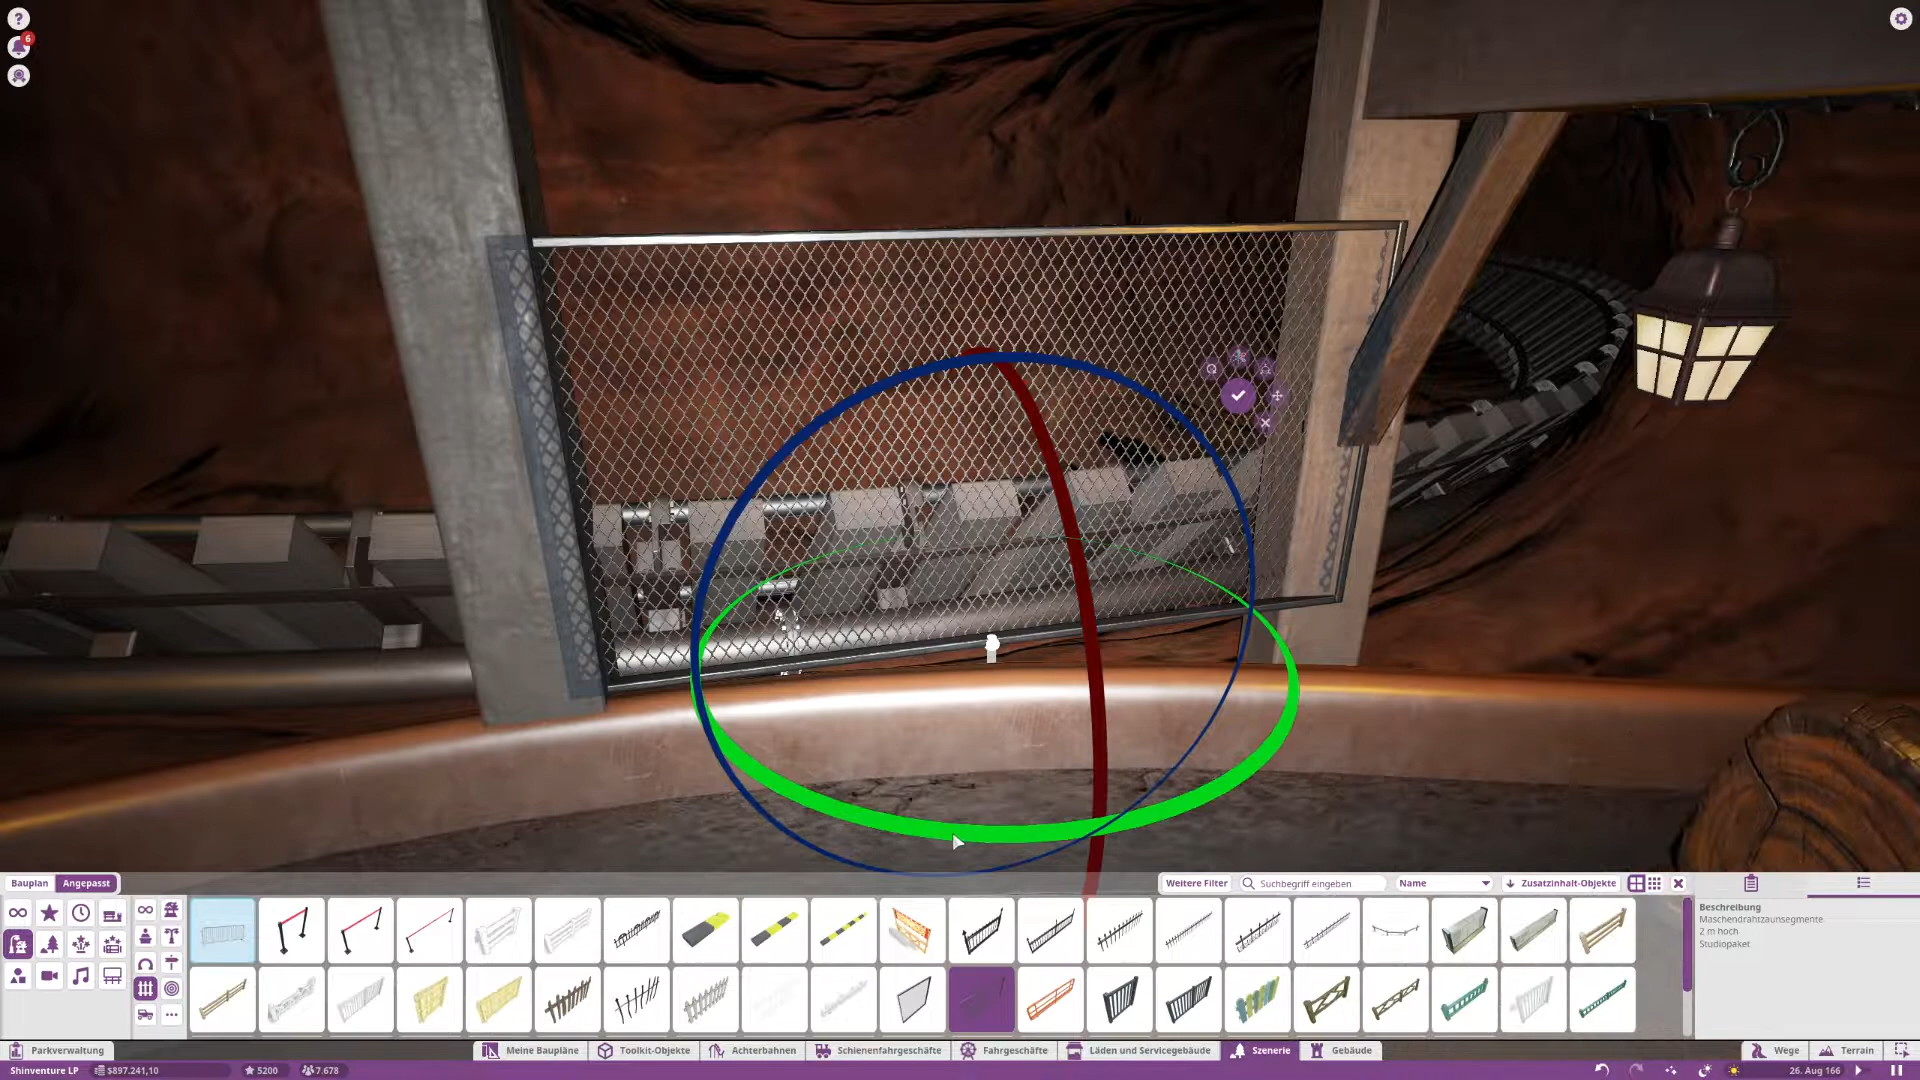 ?
6
Bauplan
Angepasst
Weitere Filter
Suchbegriff eingeben
Name
Zusatzinhalt-Objekte
Beschreibung
Maschendrahtzaunsegmente
2 m hoch
Studiopaket
Parkverwaltung
Meine Baupläne
Toolkit-Objekte
Achterbahnen
Schienenfahrgeschäfte
Fahrgeschäfte
Läden und Servicegebäude
Szenerie
Gebäude
Wege
Terrain
Shinventure LP
$897.241,10
5200
7.678
26. Aug 166